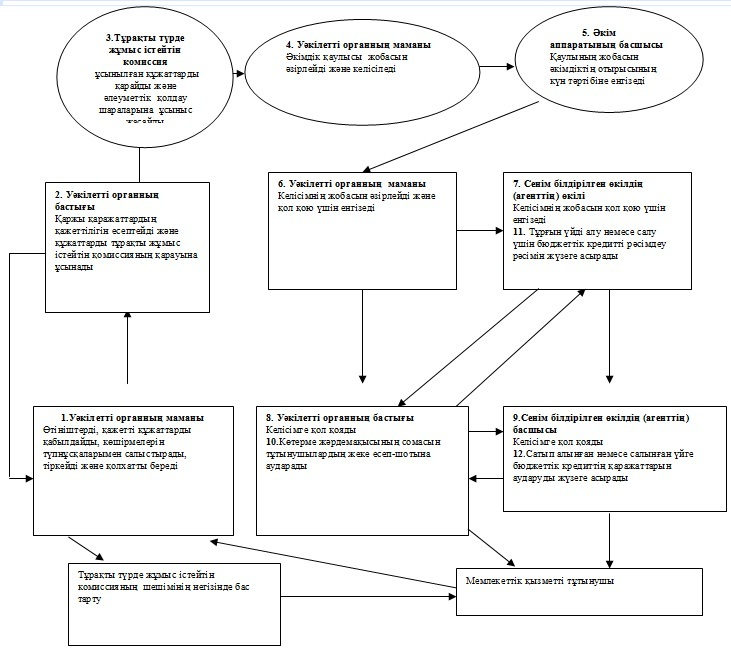 3.Тұрақты түрде
жұмыс істейтін
комиссия
ұсынылған құжаттарды
қарайды және
әлеуметтік қолдау
шараларына ұсыныс
жасайды
4. Уәкілетті органның маманы
Әкімдік қаулысы жобасын
әзірлейді және келісіледі
5. Әкім
аппаратының басшысы
Қаулының жобасын
әкімдіктің отырысының
күн тәртібіне енгізеді
2. Уәкілетті органның
бастығы
Қаржы қаражаттардың
қажеттілігін есептейді және
құжаттарды тұрақты жұмыс
істейтін қомиссияның қарауына
ұсынады
6. Уәкілетті органның маманы
Келісімнің жобасын әзірлейді және
қол қою үшін енгізеді
7. Сенім білдірілген өкілдің
(агенттің) өкілі
Келісімнің жобасын қол қою үшін
енгізеді
11. Тұрғын үйді алу немесе салу
үшін бюджеттік кредитті рәсімдеу
рәсімін жүзеге асырады
1.Уәкілетті органның маманы
Өтініштерді, қажетті құжаттарды
қабылдайды, көшірмелерін
түпнұсқаларымен салыстырады,
тіркейді және қолхатты береді
8. Уәкілетті органның бастығы
Келісімге қол қояды
10.Көтерме жәрдемақысының сомасын
тұтынушылардың жеке есеп-шотына
аударады
9.Сенім білдірілген өкілдің (агенттің)
басшысы
Келісімге қол қояды
12.Сатып алынған немесе салынған үйге
бюджеттік кредиттің қаражаттарын
аударуды жүзеге асырады
Тұрақты түрде жұмыс істейтін
комиссияның шешімінің негізінде бас
тарту
Мемлекеттік қызметті тұтынушы